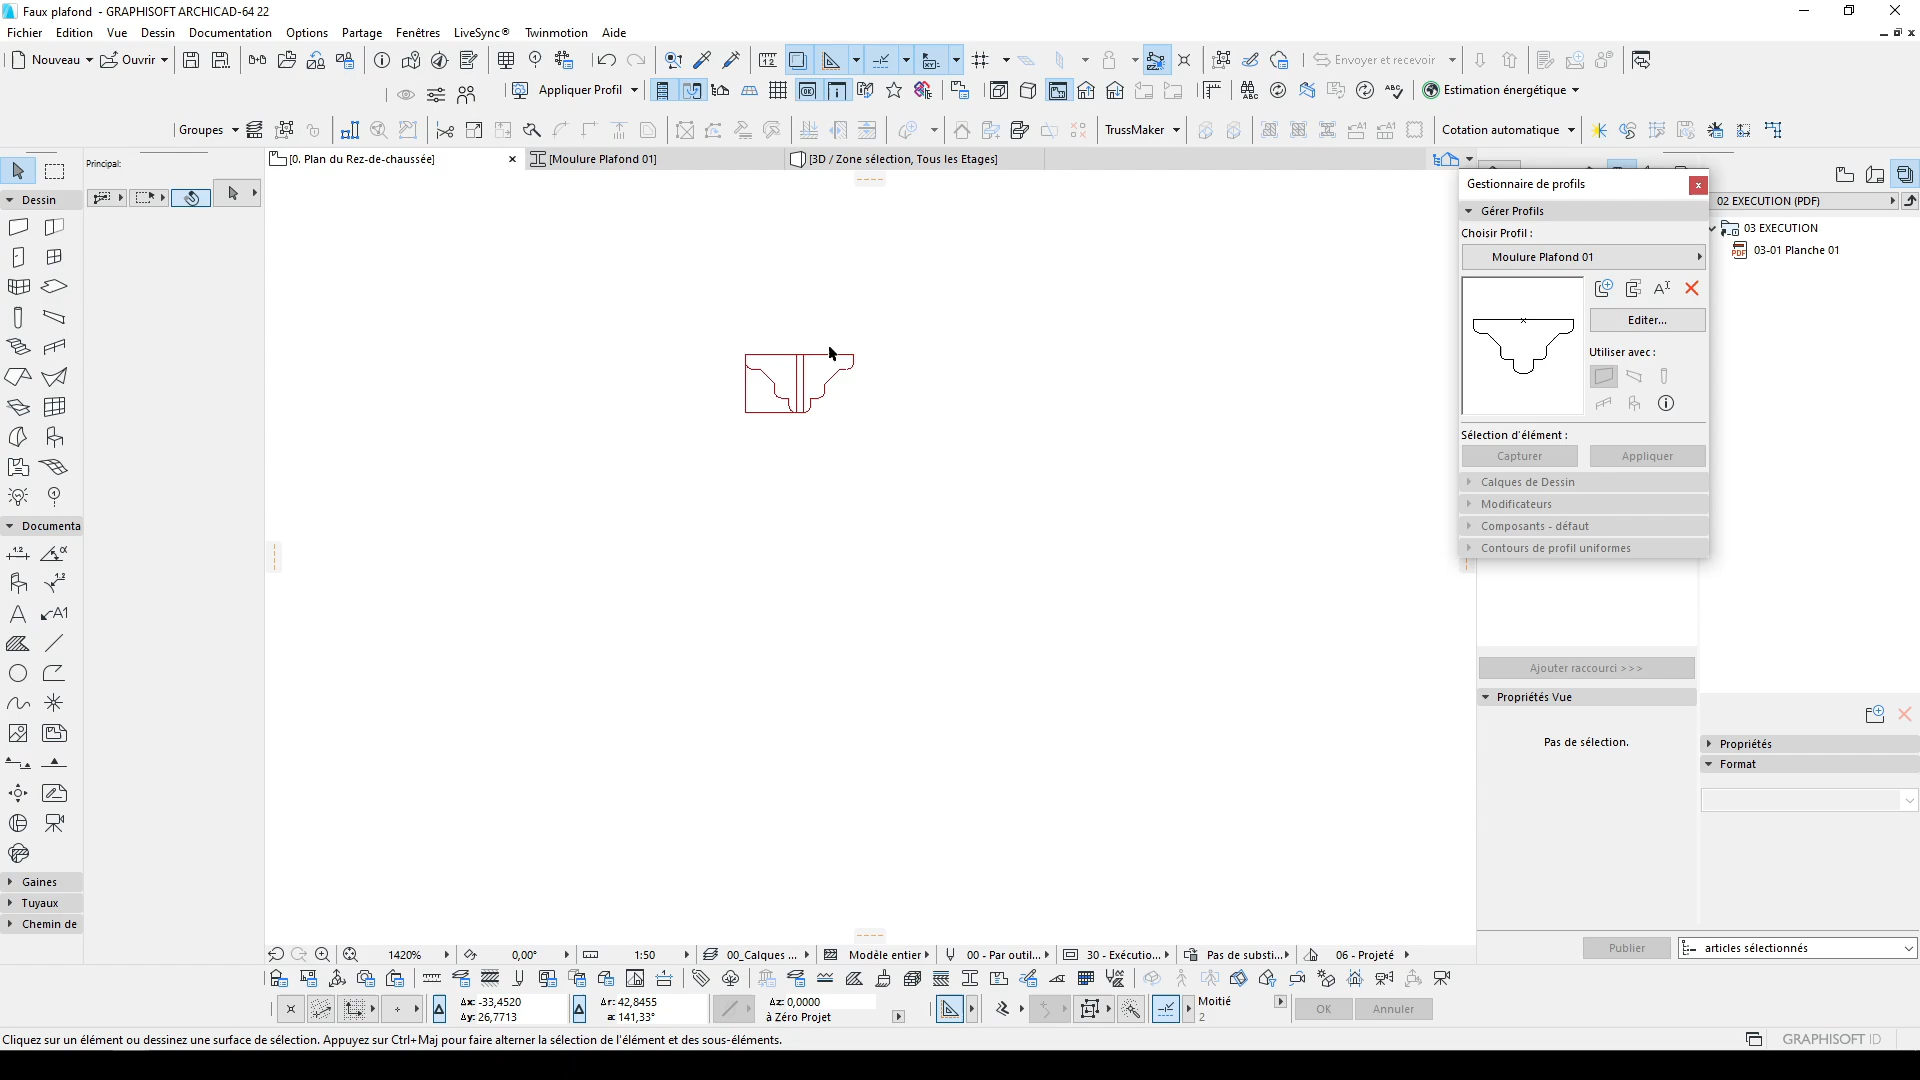 Faux plafond - GRAPHISOFT ARCHICAD-64 22
Fichier Edition Vue Dessin Documentation Options Partage Fenêtres LiveSync® Twinmotion Aide
Nouveau Ouvrir Envoyer et recevoir
Appliquer Profil Estimation énergétique
Groupes TrussMaker Cotation automatique
Principal:
[0. Plan du Rez-de-chaussée] [Moulure Plafond 01] [3D / Zone sélection, Tous les Etages]
Dessin
Documenta
Gaines
Tuyaux
Chemin de
Gestionnaire de profils
Gérer Profils
Choisir Profil :
Moulure Plafond 01
Editer...
Utiliser avec :
Sélection d'élément :
Capturer Appliquer
Calques de Dessin
Modificateurs
Composants - défaut
Contours de profil uniformes
02 EXECUTION (PDF)
03 EXECUTION
03-01 Planche 01
Ajouter raccourci >>>
Propriétés Vue
Pas de sélection.
Propriétés
Format
Publier articles sélectionnés
1420% 0,00° 1:50 00_Calques ... Modèle entier 00 - Par outil... 30 - Exécutio... Pas de substi... 06 - Projeté
Δx: -33,4520 Δr: 42,8455 Δz: 0,0000 Moitié OK Annuler
Δy: 26,7713 a: 141,33° à Zéro Projet 2
Cliquez sur un élément ou dessinez une surface de sélection. Appuyez sur Ctrl+Maj pour faire alterner la sélection de l'élément et des sous-éléments.
GRAPHISOFT ID